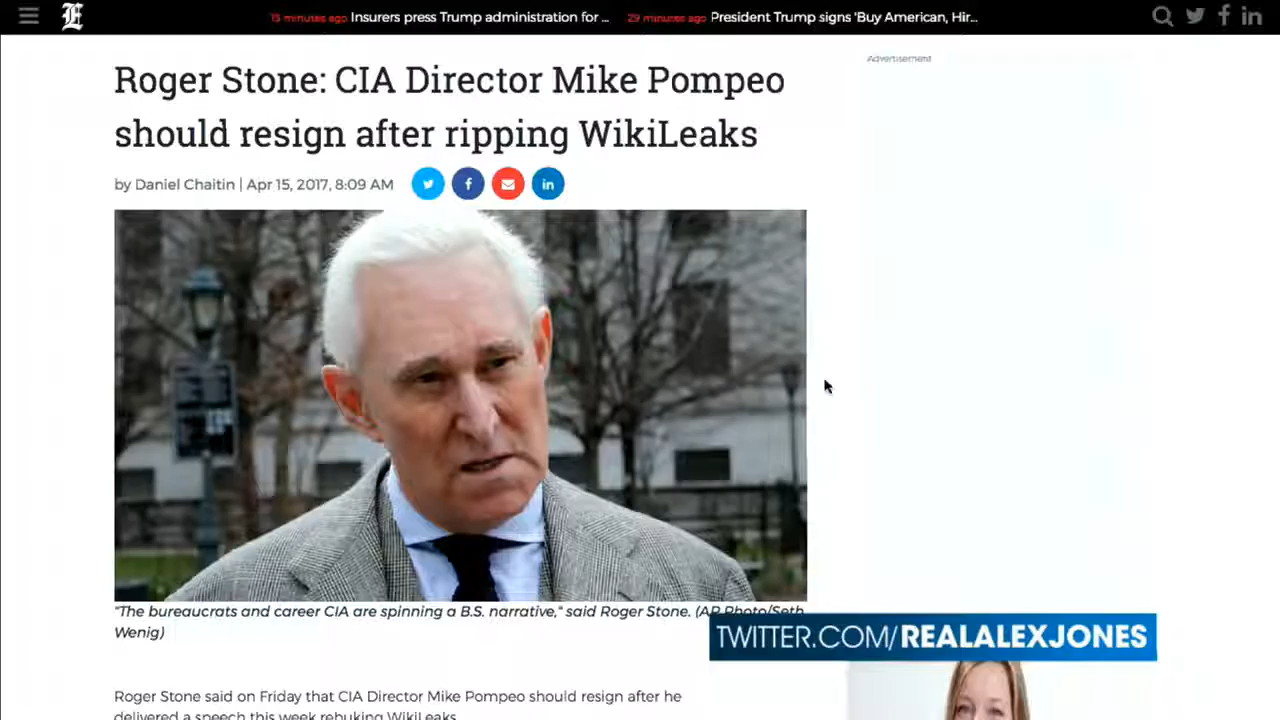 15 minutes ago Insurers press Trump administration for ... 29 minutes ago President Trump signs 'Buy American, Hir...
Roger Stone: CIA Director Mike Pompeo
should resign after ripping WikiLeaks
by Daniel Chaitin | Apr 15, 2017, 8:09 AM
Advertisement
"The bureaucrats and career CIA are spinning a B.S. narrative," said Roger Stone. (AP Photo/Seth
Wenig)
TWITTER.COM/REALALEXJONES
Roger Stone said on Friday that CIA Director Mike Pompeo should resign after he
delivered a speech this week rebuking WikiLeaks